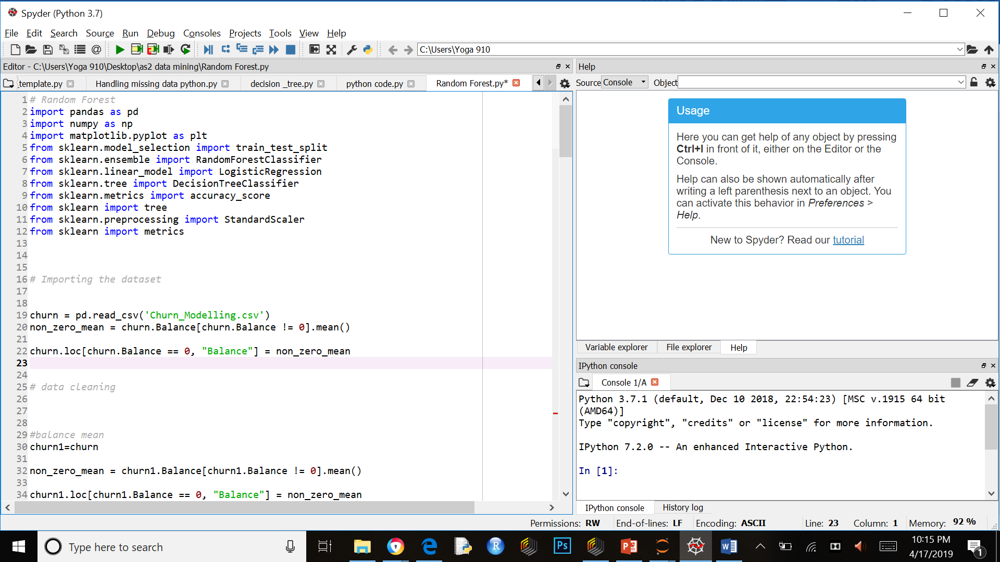 Spyder (Python 3.7)
File Edit Search Source Run Debug Consoles Projects Tools View Help
C:\Users\Yoga 910
Editor - C:\Users\Yoga 910\Desktop\as2 data mining\Random Forest.py
_template.py Handling missing data python.py decision _tree.py python code.py Random Forest.py*
1 # Random Forest
2 import pandas as pd
3 import numpy as np
4 import matplotlib.pyplot as plt
5 from sklearn.model_selection import train_test_split
6 from sklearn.ensemble import RandomForestClassifier
7 from sklearn.linear_model import LogisticRegression
8 from sklearn.tree import DecisionTreeClassifier
9 from sklearn.metrics import accuracy_score
10 from sklearn import tree
11 from sklearn.preprocessing import StandardScaler
12 from sklearn import metrics
13
14
15
16 # Importing the dataset
17
18
19 churn = pd.read_csv('Churn_Modelling.csv')
20 non_zero_mean = churn.Balance[churn.Balance != 0].mean()
21
22 churn.loc[churn.Balance == 0, "Balance"] = non_zero_mean
23
24
25 # data cleaning
26
27
28
29 #balance mean
30 churn1=churn
31
32 non_zero_mean = churn1.Balance[churn1.Balance != 0].mean()
33
34 churn1.loc[churn1.Balance == 0, "Balance"] = non_zero_mean
Help
Source Console Object
Usage
Here you can get help of any object by pressing
Ctrl+I in front of it, either on the Editor or the
Console.
Help can also be shown automatically after
writing a left parenthesis next to an object. You
can activate this behavior in Preferences >
Help.
New to Spyder? Read our tutorial
Variable explorer File explorer Help
IPython console
Console 1/A
Python 3.7.1 (default, Dec 10 2018, 22:54:23) [MSC v.1915 64 bit
(AMD64)]
Type "copyright", "credits" or "license" for more information.
IPython 7.2.0 -- An enhanced Interactive Python.
In [1]:
IPython console History log
Permissions: RW End-of-lines: LF Encoding: ASCII Line: 23 Column: 1 Memory: 92 %
Type here to search
R
Ps
P
W
10:15 PM
4/17/2019
1